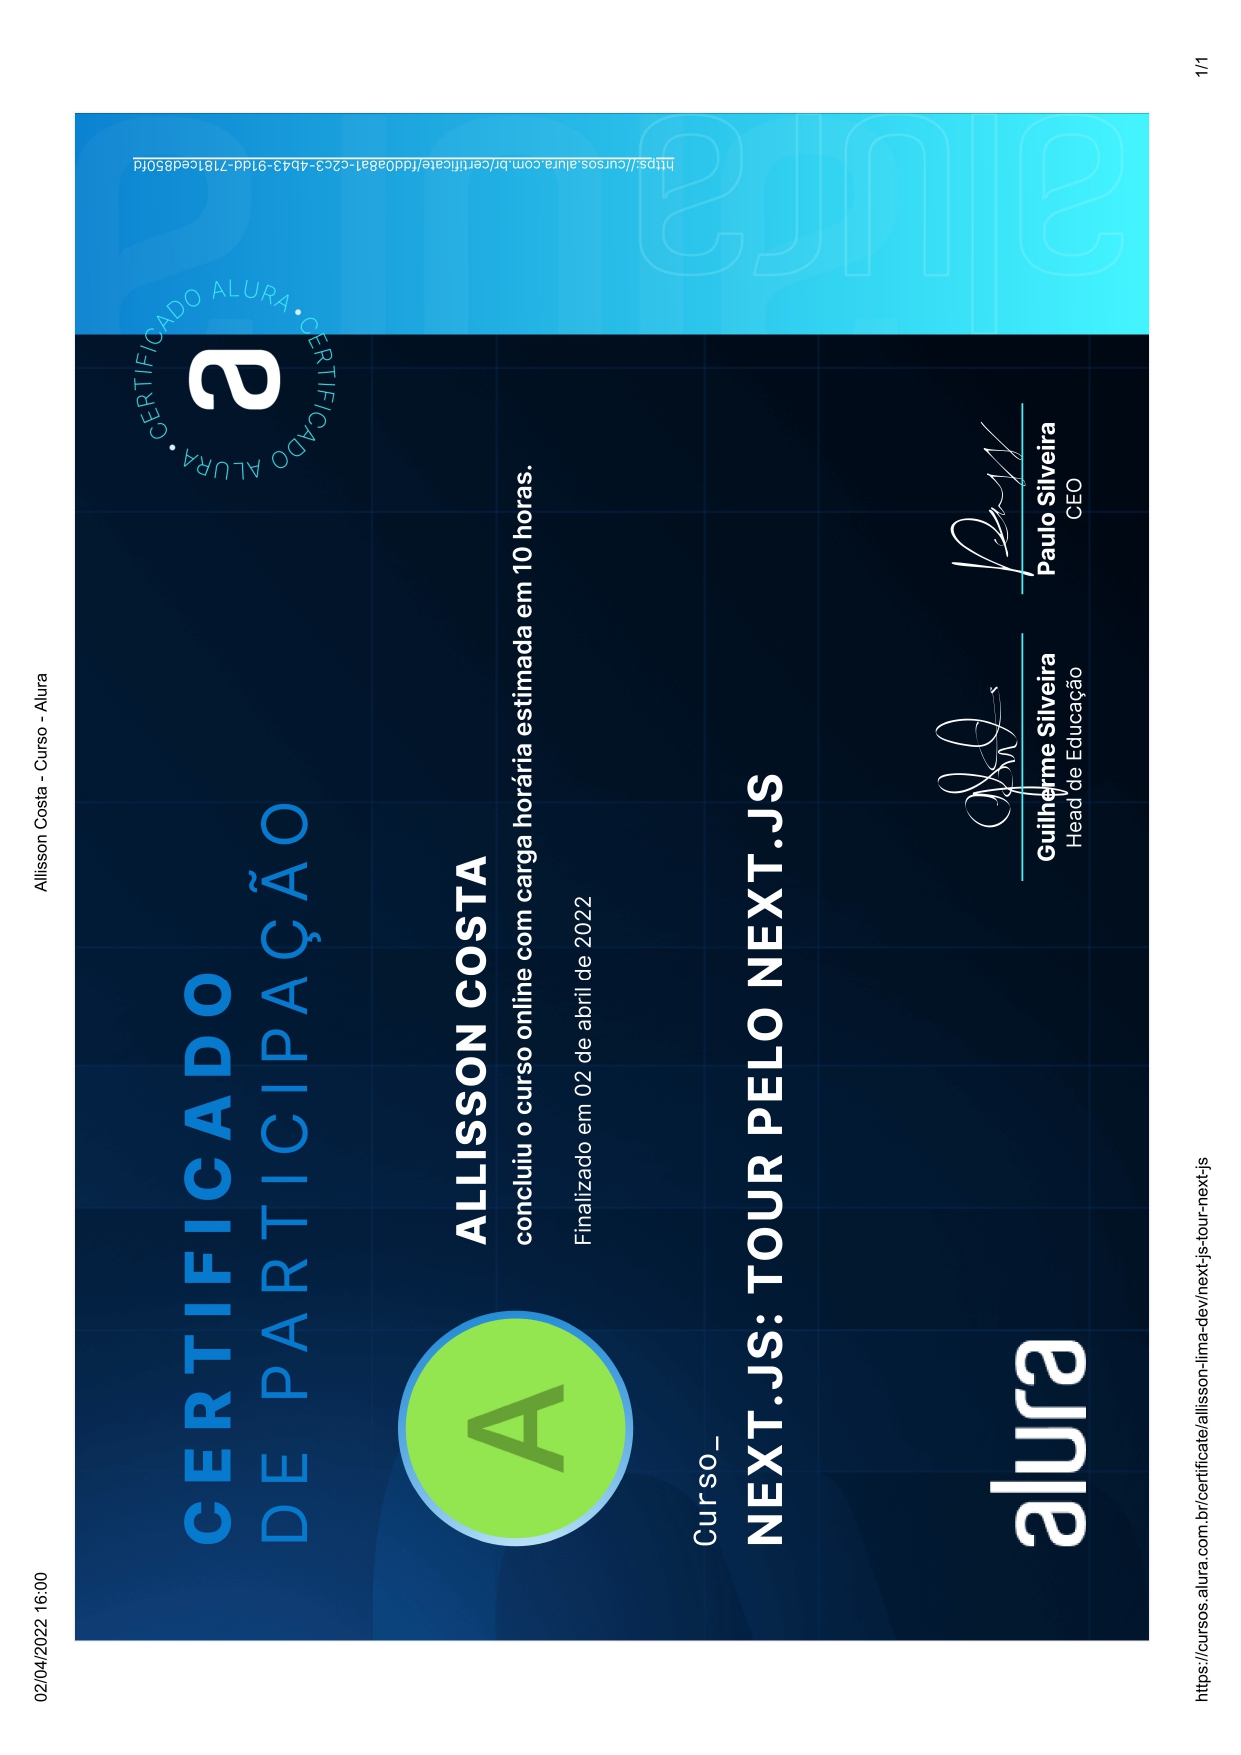 02/04/2022 16:00
Allisson Costa - Curso - Alura
CERTIFICADO
DE PARTICIPAÇÃO
CERTIFICADO ALURA • CERTIFICADO ALURA •
a
https://cursos.alura.com.br/certificate/fdd0a8a1-c2c3-4b43-91dd-7181ced850fd
A
ALLISSON COSTA
concluiu o curso online com carga horária estimada em 10 horas.
Finalizado em 02 de abril de 2022
Curso_
NEXT.JS: TOUR PELO NEXT.JS
alura
alura
Guilherme Silveira
Head de Educação
Paulo Silveira
CEO
https://cursos.alura.com.br/certificate/allisson-lima-dev/next-js-tour-next-js
1/1